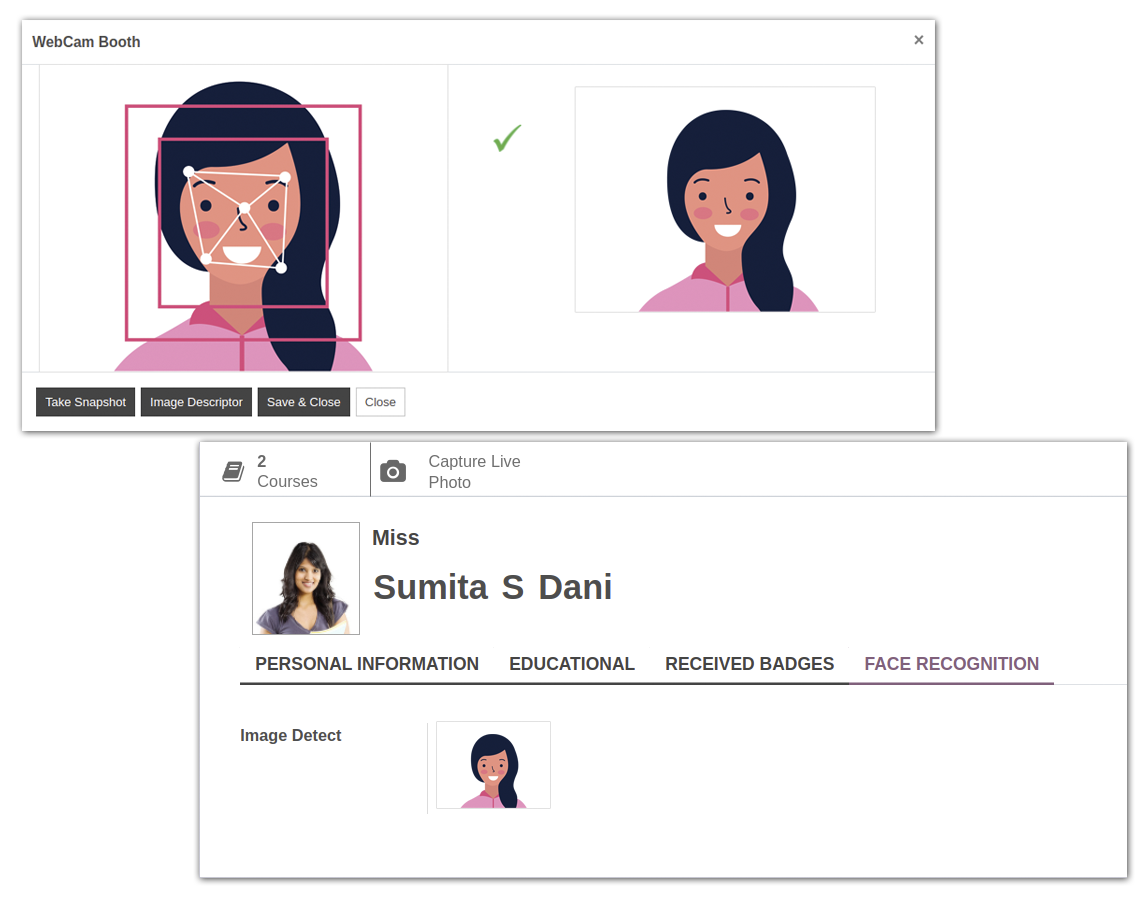 WebCam Booth
×
Take Snapshot
Image Descriptor
Save & Close
Close
2
Courses
Capture Live
Photo
Miss
Sumita S Dani
PERSONAL INFORMATION
EDUCATIONAL
RECEIVED BADGES
FACE RECOGNITION
Image Detect